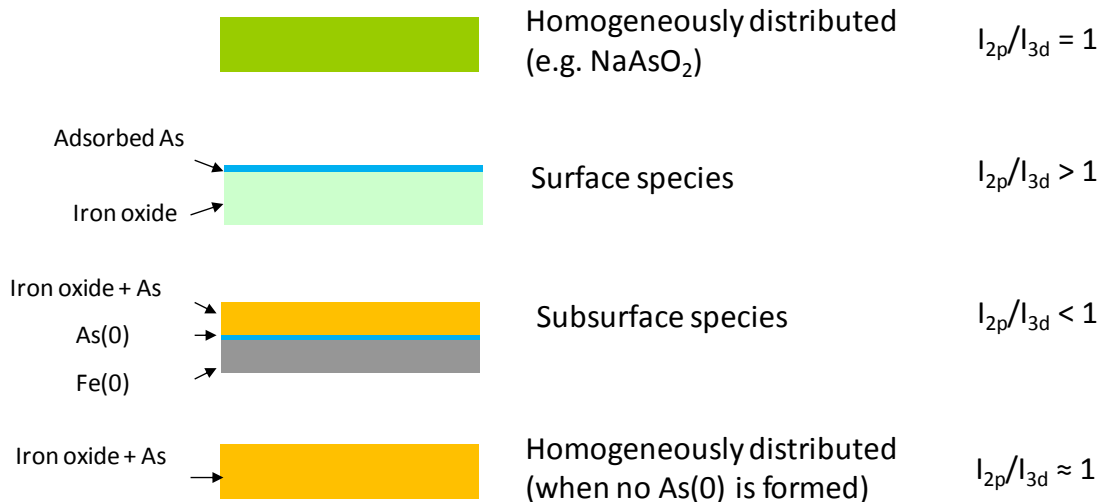 Homogeneously distributed
(e.g. NaAsO₂)
I₂ₚ/I₃d = 1
Adsorbed As
Iron oxide
Surface species
I₂ₚ/I₃d > 1
Iron oxide + As
As(0)
Fe(0)
Subsurface species
I₂ₚ/I₃d < 1
Iron oxide + As
Homogeneously distributed
(when no As(0) is formed)
I₂ₚ/I₃d ≈ 1